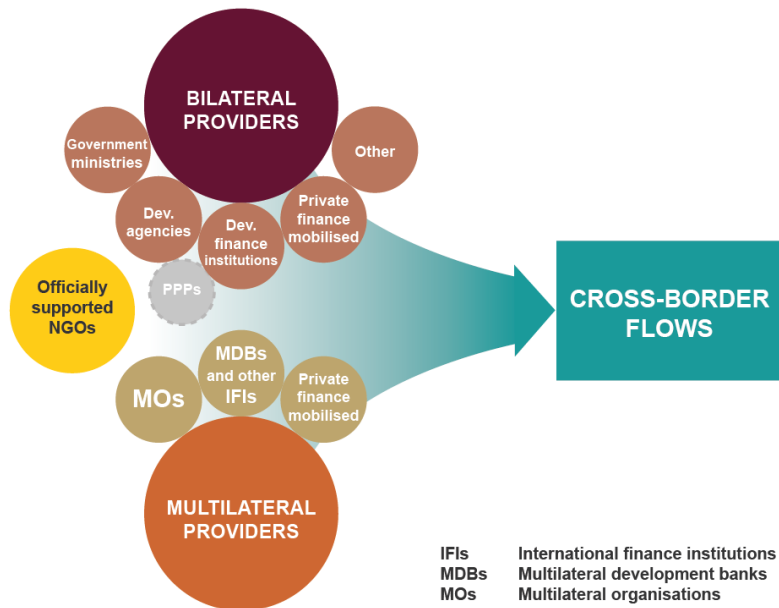 BILATERAL
PROVIDERS
Government
ministries
Other
Dev.
agencies
Dev.
finance
institutions
Private
finance
mobilised
Officially
supported
NGOs
PPPs
CROSS-BORDER
FLOWS
MOs
MDBs
and other
IFIs
Private
finance
mobilised
MULTILATERAL
PROVIDERS
IFIs International finance institutions
MDBs Multilateral development banks
MOs Multilateral organisations